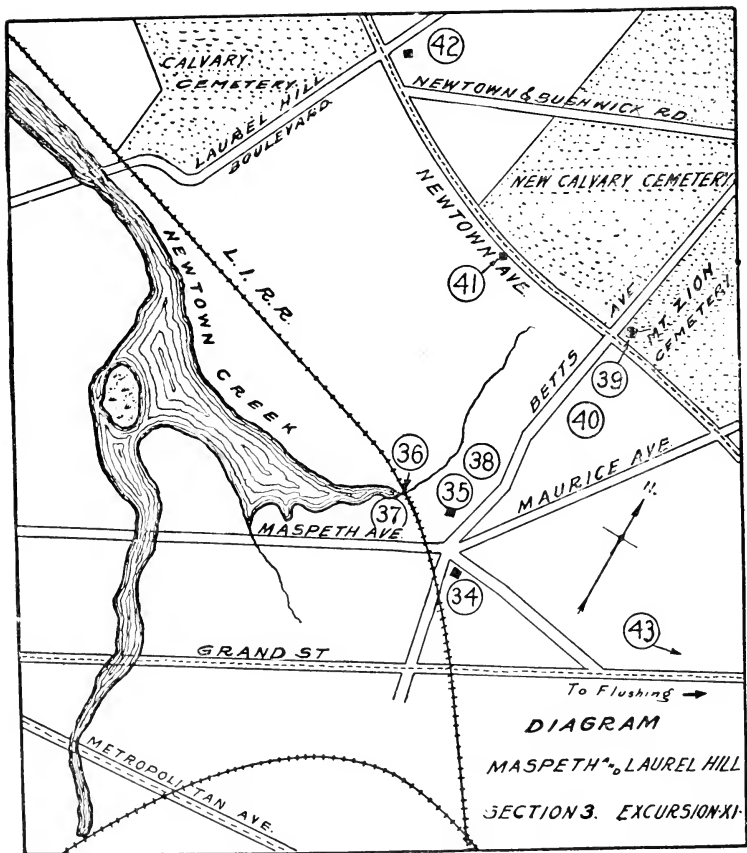 42
CALVARY
CEMETERY
LAUREL HILL
BOULEVARD
NEWTOWN & BUSHWICK RD.
NEW CALVARY CEMETERY
NEWTOWN AVE.
41
L.I.R.R.
NEWTOWN CREEK
MT. ZION
CEMETERY
BETTS AVE
39
40
36
38
35
37
MAURICE AVE.
MASPETH AVE.
N.
34
43
GRAND ST
To Flushing
DIAGRAM
MASPETH AND LAUREL HILL
SECTION 3. EXCURSION-XI-
METROPOLITAN AVE.